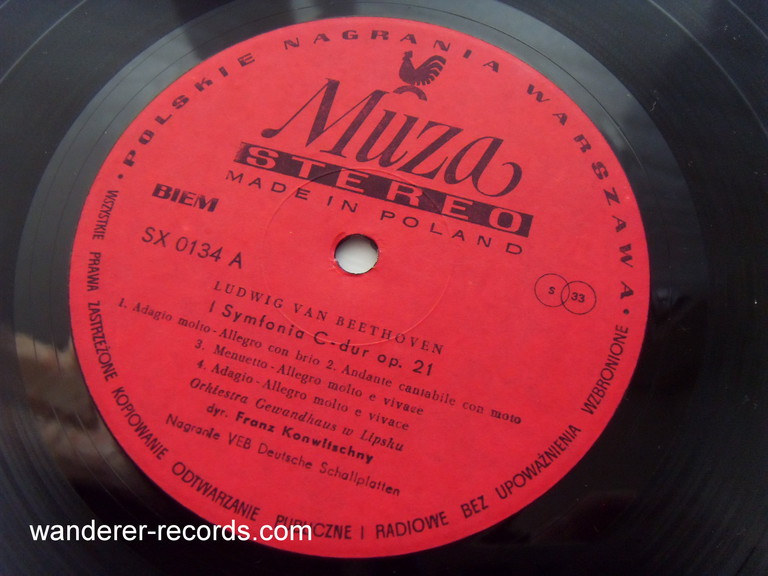 • POLSKIE NAGRANIA WARSZAWA •
Muza
STEREO
MADE IN POLAND
BIEM
SX 0134 A
S 33
LUDWIG VAN BEETHOVEN
I Symfonia C-dur op. 21
1. Adagio molto-Allegro con brio 2. Andante cantabile con moto
3. Menuetto-Allegro molto e vivace
4. Adagio-Allegro molto e vivace
Orkiestra Gewandhaus w Lipsku
dyr. Franz Konwitschny
Nagranie VEB Deutsche Schallplatten
WSZYSTKIE PRAWA ZASTRZEŻONE KOPIOWANIE ODTWARZANIE PUBLICZNE I RADIOWE BEZ UPOWAŻNIENIA WZBRONIONE
wanderer-records.com